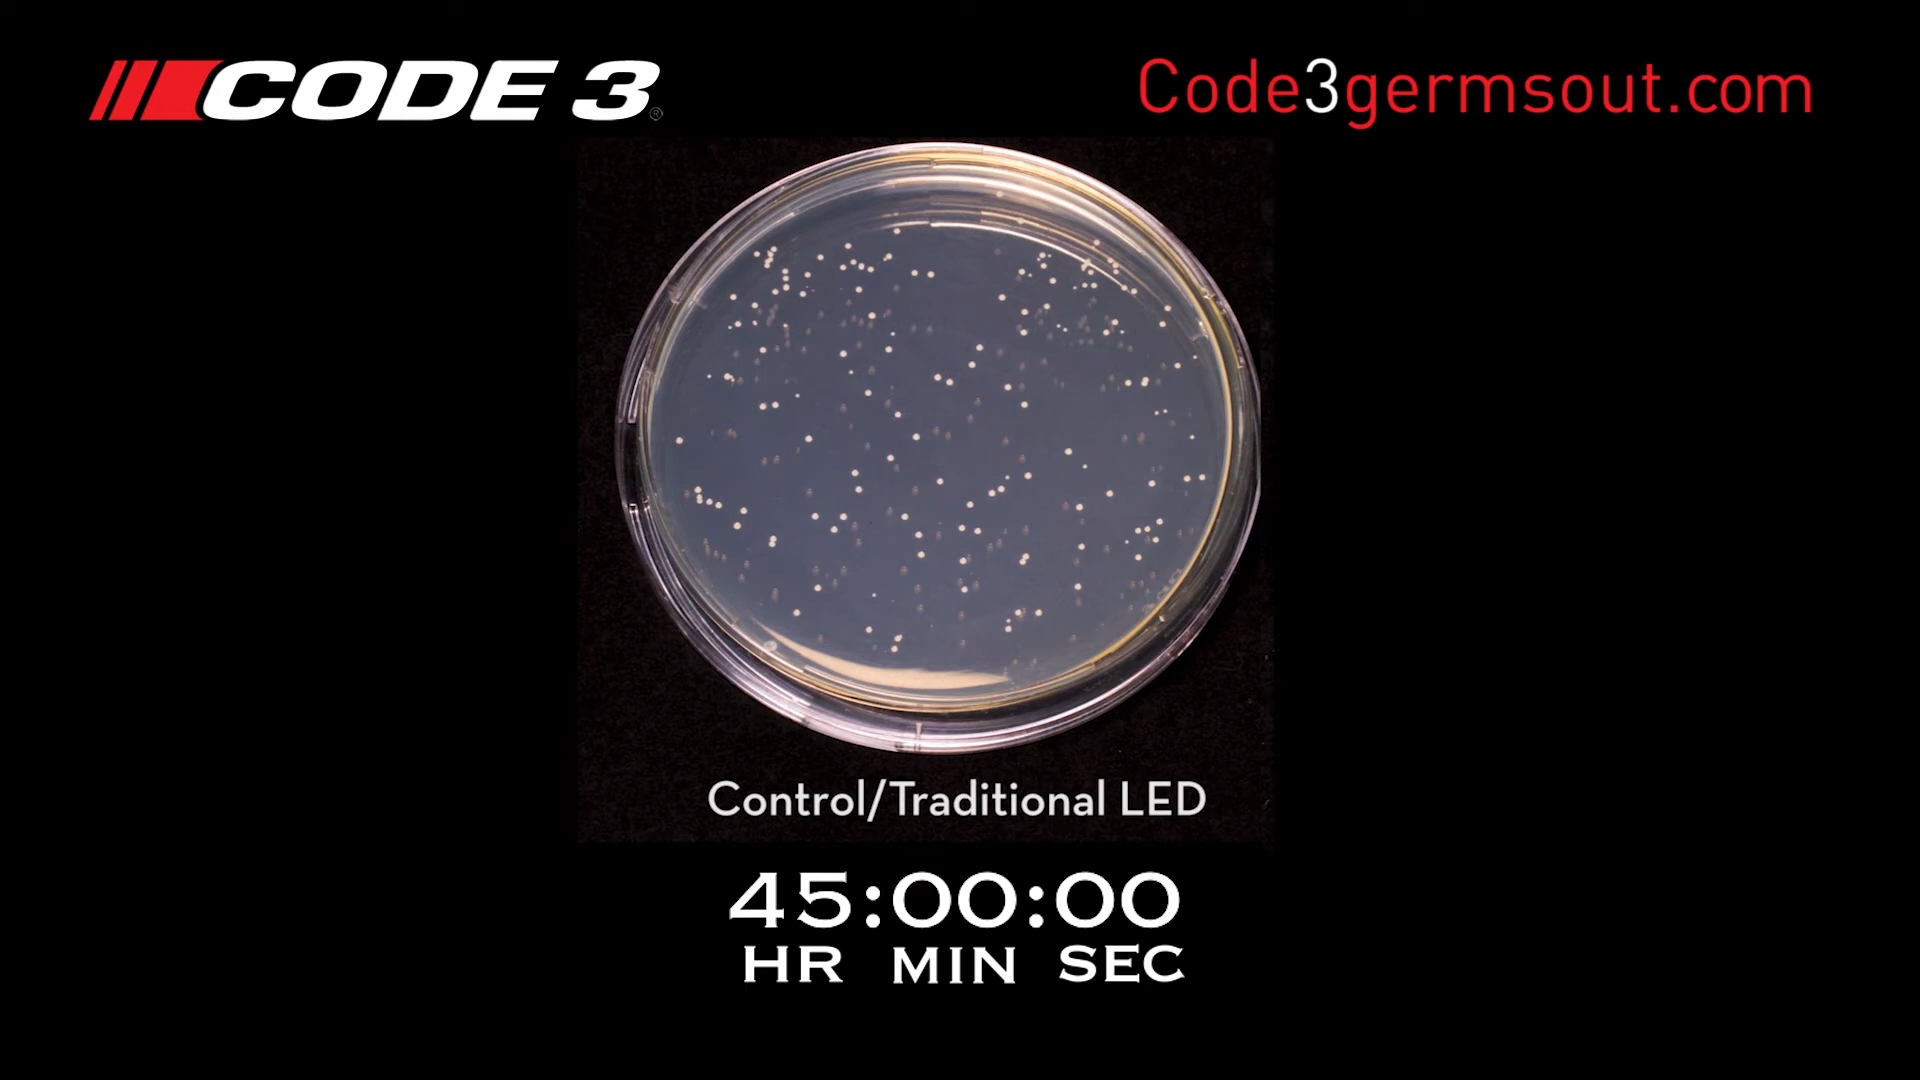 CODE 3®
Code3germsout.com
Control/Traditional LED
45:00:00
HR MIN SEC